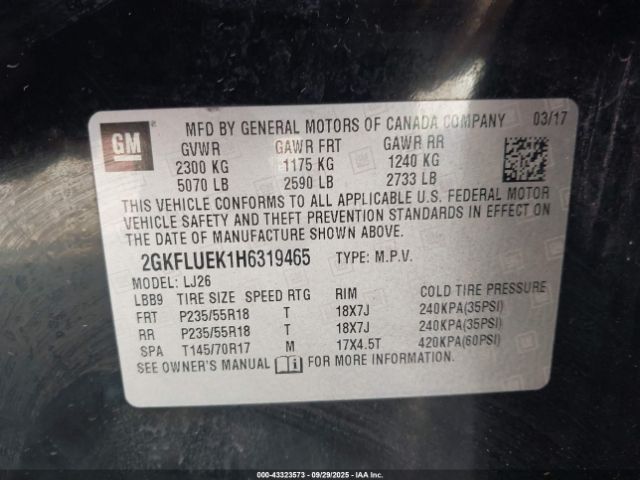 GM
MFD BY GENERAL MOTORS OF CANADA COMPANY 03/17
GVWR GAWR FRT GAWR RR
2300 KG 1175 KG 1240 KG
5070 LB 2590 LB 2733 LB
THIS VEHICLE CONFORMS TO ALL APPLICABLE U.S. FEDERAL MOTOR
VEHICLE SAFETY AND THEFT PREVENTION STANDARDS IN EFFECT ON
THE DATE OF MANUFACTURE SHOWN ABOVE.
2GKFLUEK1H6319465 TYPE: M.P.V.
MODEL: LJ26
LBB9 TIRE SIZE SPEED RTG RIM COLD TIRE PRESSURE
FRT P235/55R18 T 18X7J 240KPA(35PSI)
RR P235/55R18 T 18X7J 240KPA(35PSI)
SPA T145/70R17 M 17X4.5T 420KPA(60PSI)
SEE OWNER'S MANUAL FOR MORE INFORMATION.
000-43323573 - 09/29/2025 - IAA Inc.